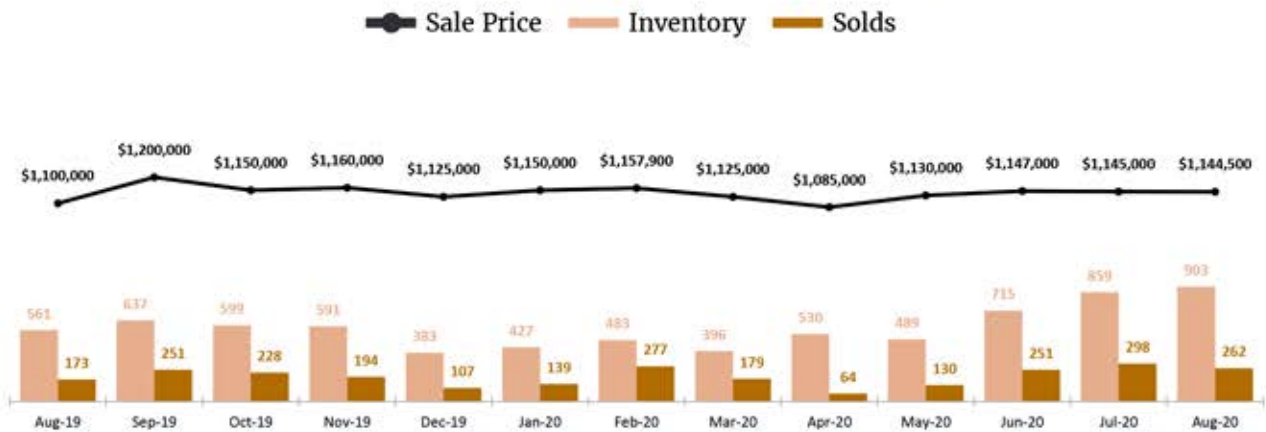 Sale Price Inventory Solds
$1,100,000 $1,200,000 $1,150,000 $1,160,000 $1,125,000 $1,150,000 $1,157,900 $1,125,000 $1,085,000 $1,130,000 $1,147,000 $1,145,000 $1,144,500
561 637 599 591 383 427 483 396 530 489 715 859 903
173 251 228 194 107 139 277 179 64 130 251 298 262
Aug-19 Sep-19 Oct-19 Nov-19 Dec-19 Jan-20 Feb-20 Mar-20 Apr-20 May-20 Jun-20 Jul-20 Aug-20